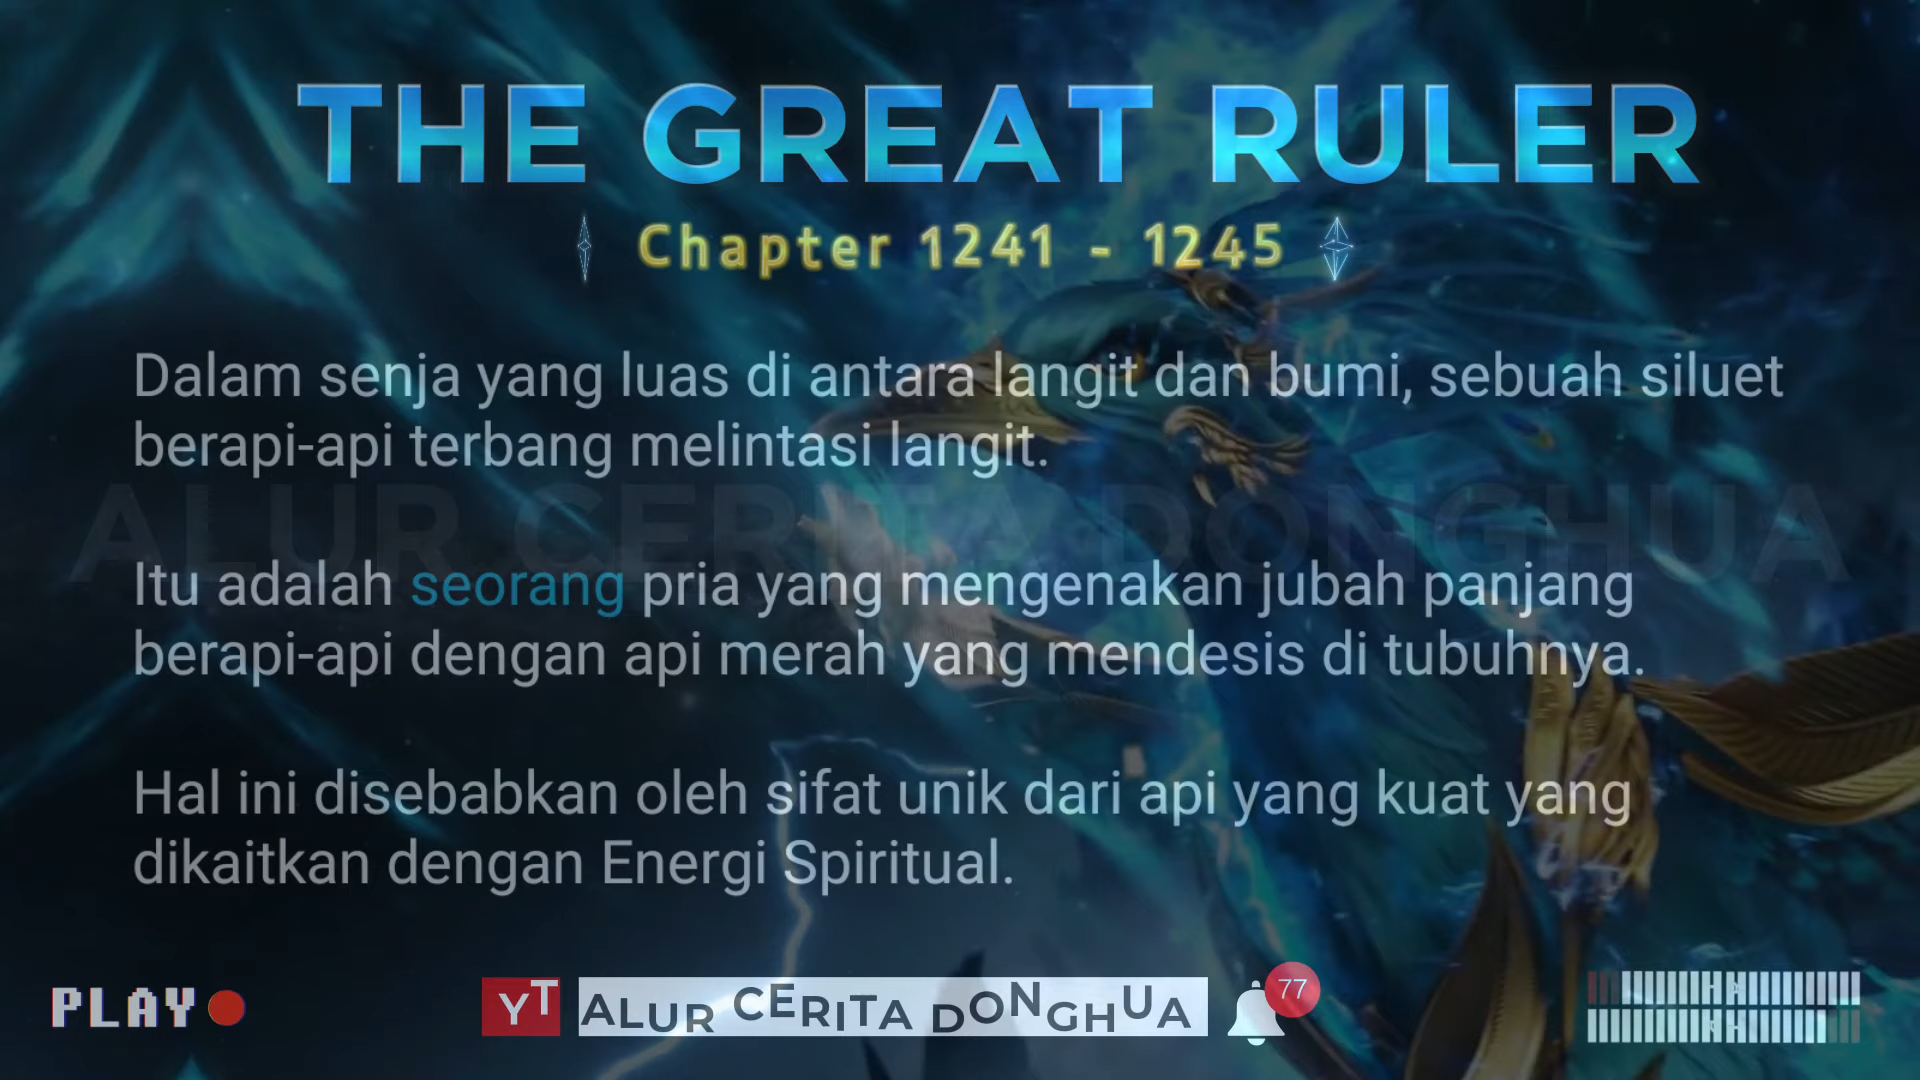 THE GREAT RULER
Chapter 1241 - 1245
Dalam senja yang luas di antara langit dan bumi, sebuah siluet
berapi-api terbang melintasi langit.
ALUR CERITA DONGHUA
Itu adalah seorang pria yang mengenakan jubah panjang
berapi-api dengan api merah yang mendesis di tubuhnya.
Hal ini disebabkan oleh sifat unik dari api yang kuat yang
dikaitkan dengan Energi Spiritual.
PLAY
YT ALUR CERITA DONGHUA 77